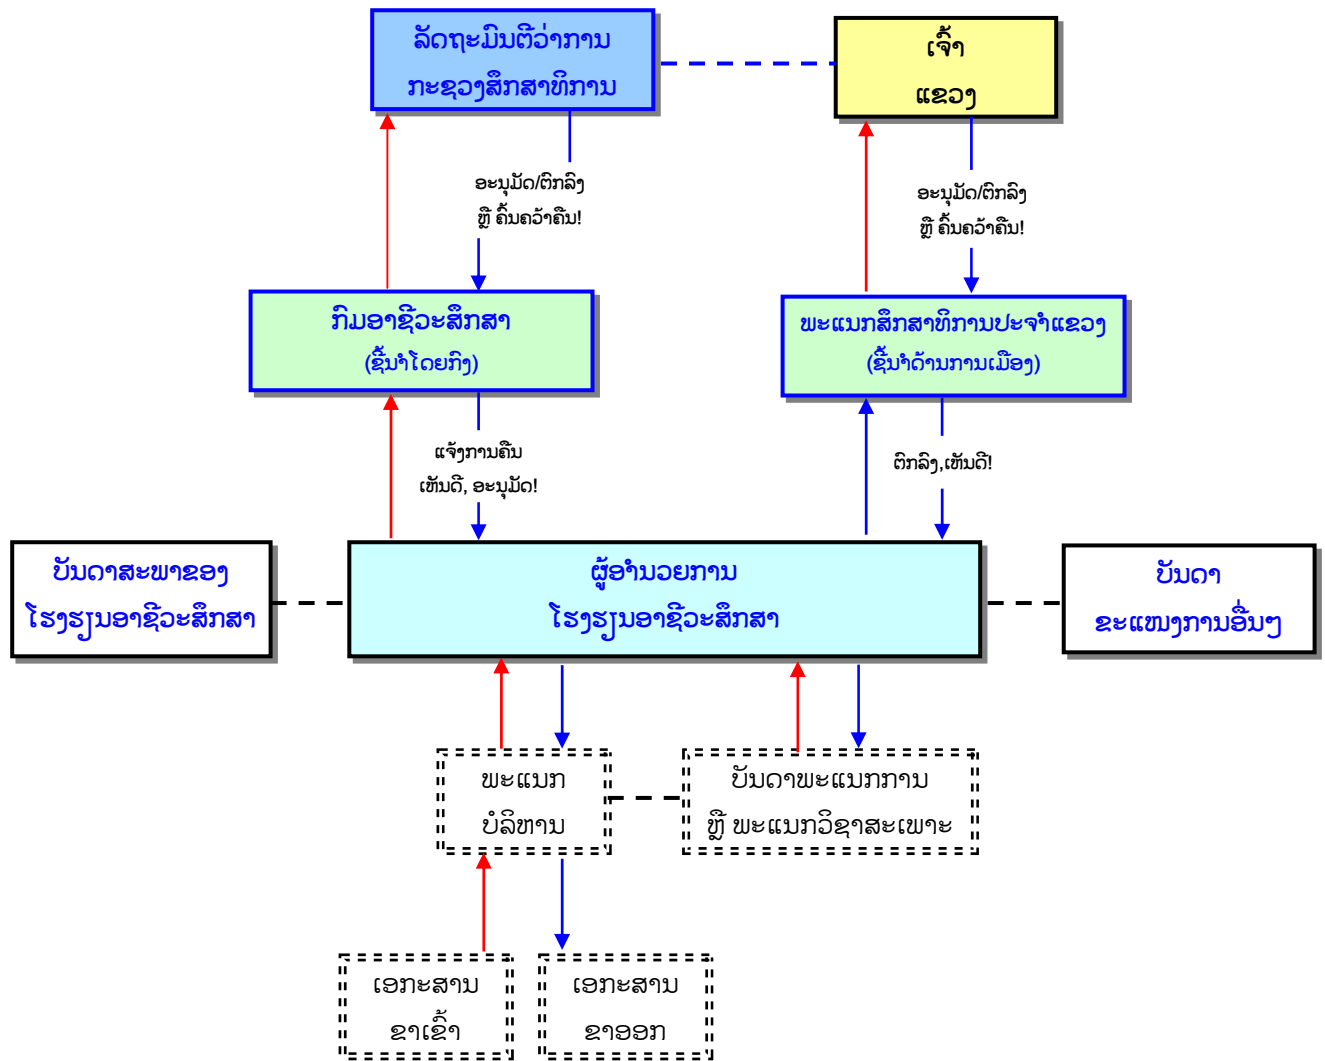 ລັດຖະມົນຕີວ່າການ
ກະຊວງສຶກສາທິການ
ເຈົ້າ
ແຂວງ
ອະນຸມັດ/ຕົກລົງ
ຫຼື ຄົ້ນຄວ້າຄືນ!
ອະນຸມັດ/ຕົກລົງ
ຫຼື ຄົ້ນຄວ້າຄືນ!
ກົມອາຊີວະສຶກສາ
(ຊີ້ນຳໂດຍກົງ)
ພະແນກສຶກສາທິການປະຈຳແຂວງ
(ຊີ້ນຳດ້ານການເມືອງ)
ແຈ້ງການຄືນ
ເຫັນດີ, ອະນຸມັດ!
ຕົກລົງ,ເຫັນດີ!
ບັນດາສະພາຂອງ
ໂຮງຮຽນອາຊີວະສຶກສາ
ຜູ້ອຳນວຍການ
ໂຮງຮຽນອາຊີວະສຶກສາ
ບັນດາ
ຂະແໜງການອື່ນໆ
ພະແນກ
ບໍລິຫານ
ບັນດາພະແນກການ
ຫຼື ພະແນກວິຊາສະເພາະ
ເອກະສານ
ຂາເຂົ້າ
ເອກະສານ
ຂາອອກ